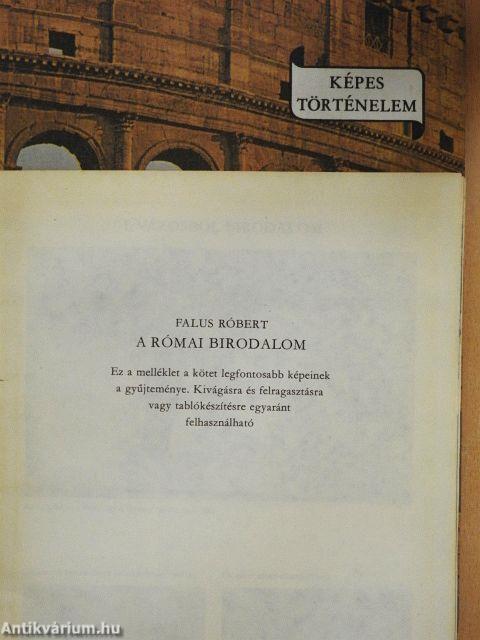 KÉPES
TÖRTÉNELEM
FALUS RÓBERT
A RÓMAI BIRODALOM
Ez a melléklet a kötet legfontosabb képeinek
a gyűjteménye. Kivágásra és felragasztásra
vagy tablókészítésre egyaránt
felhasználható
Antikvárium.hu